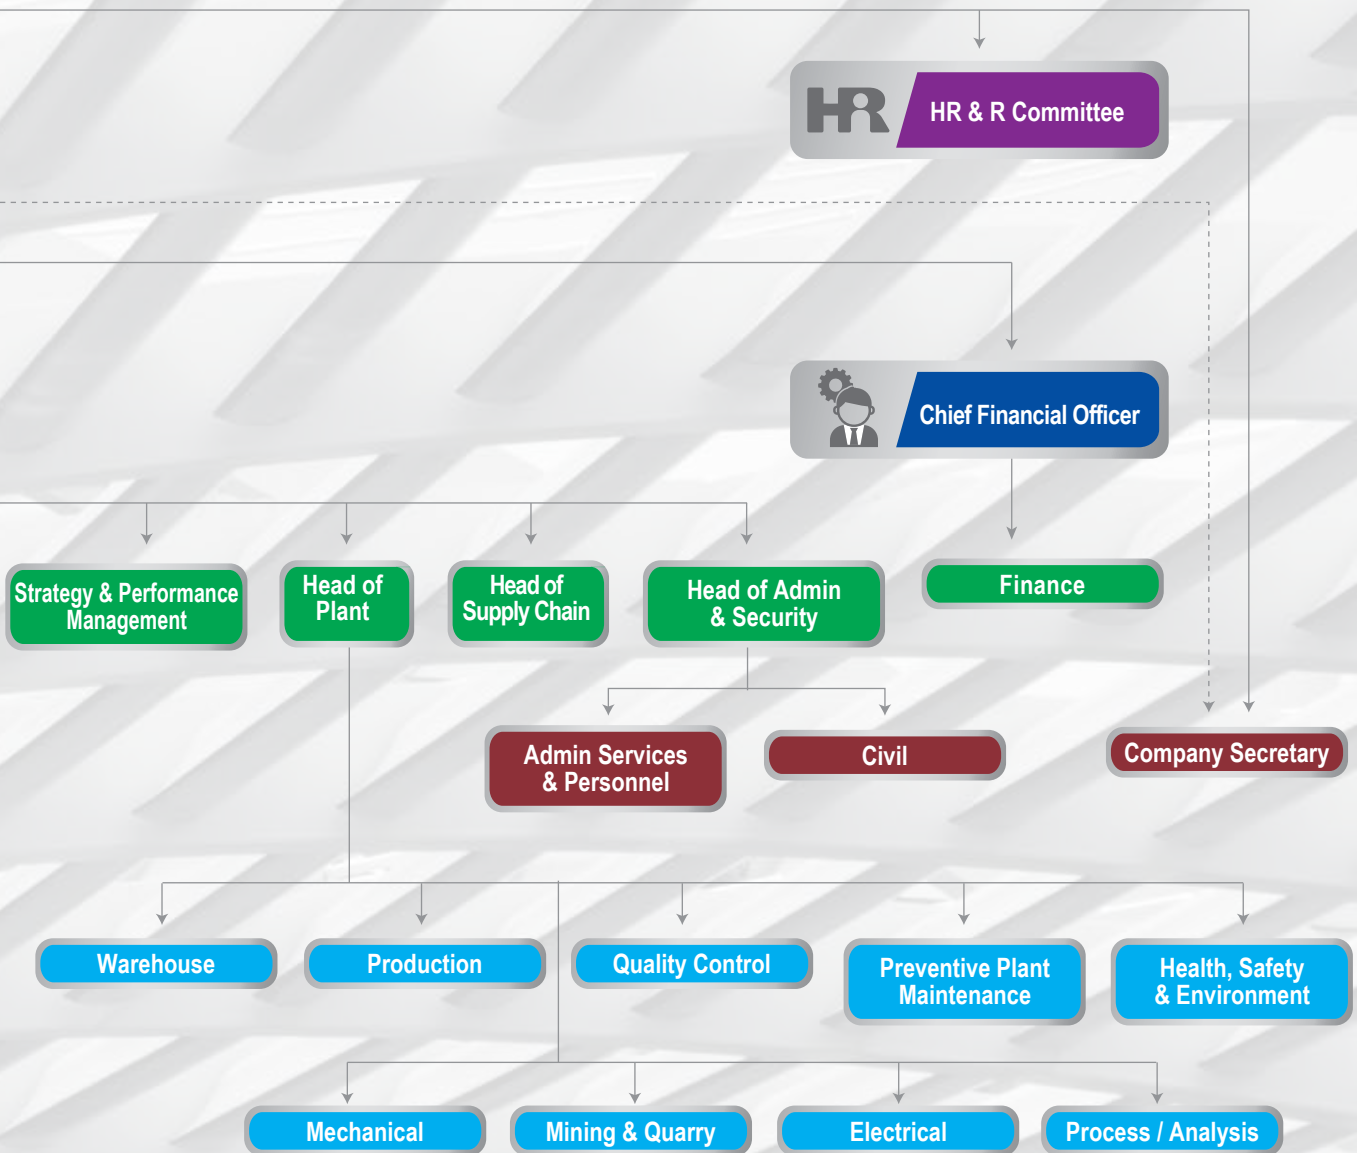 HR
HR & R Committee
Chief Financial Officer
Strategy & Performance
Management
Head of
Plant
Head of
Supply Chain
Head of Admin
& Security
Finance
Admin Services
& Personnel
Civil
Company Secretary
Warehouse
Production
Quality Control
Preventive Plant
Maintenance
Health, Safety
& Environment
Mechanical
Mining & Quarry
Electrical
Process / Analysis